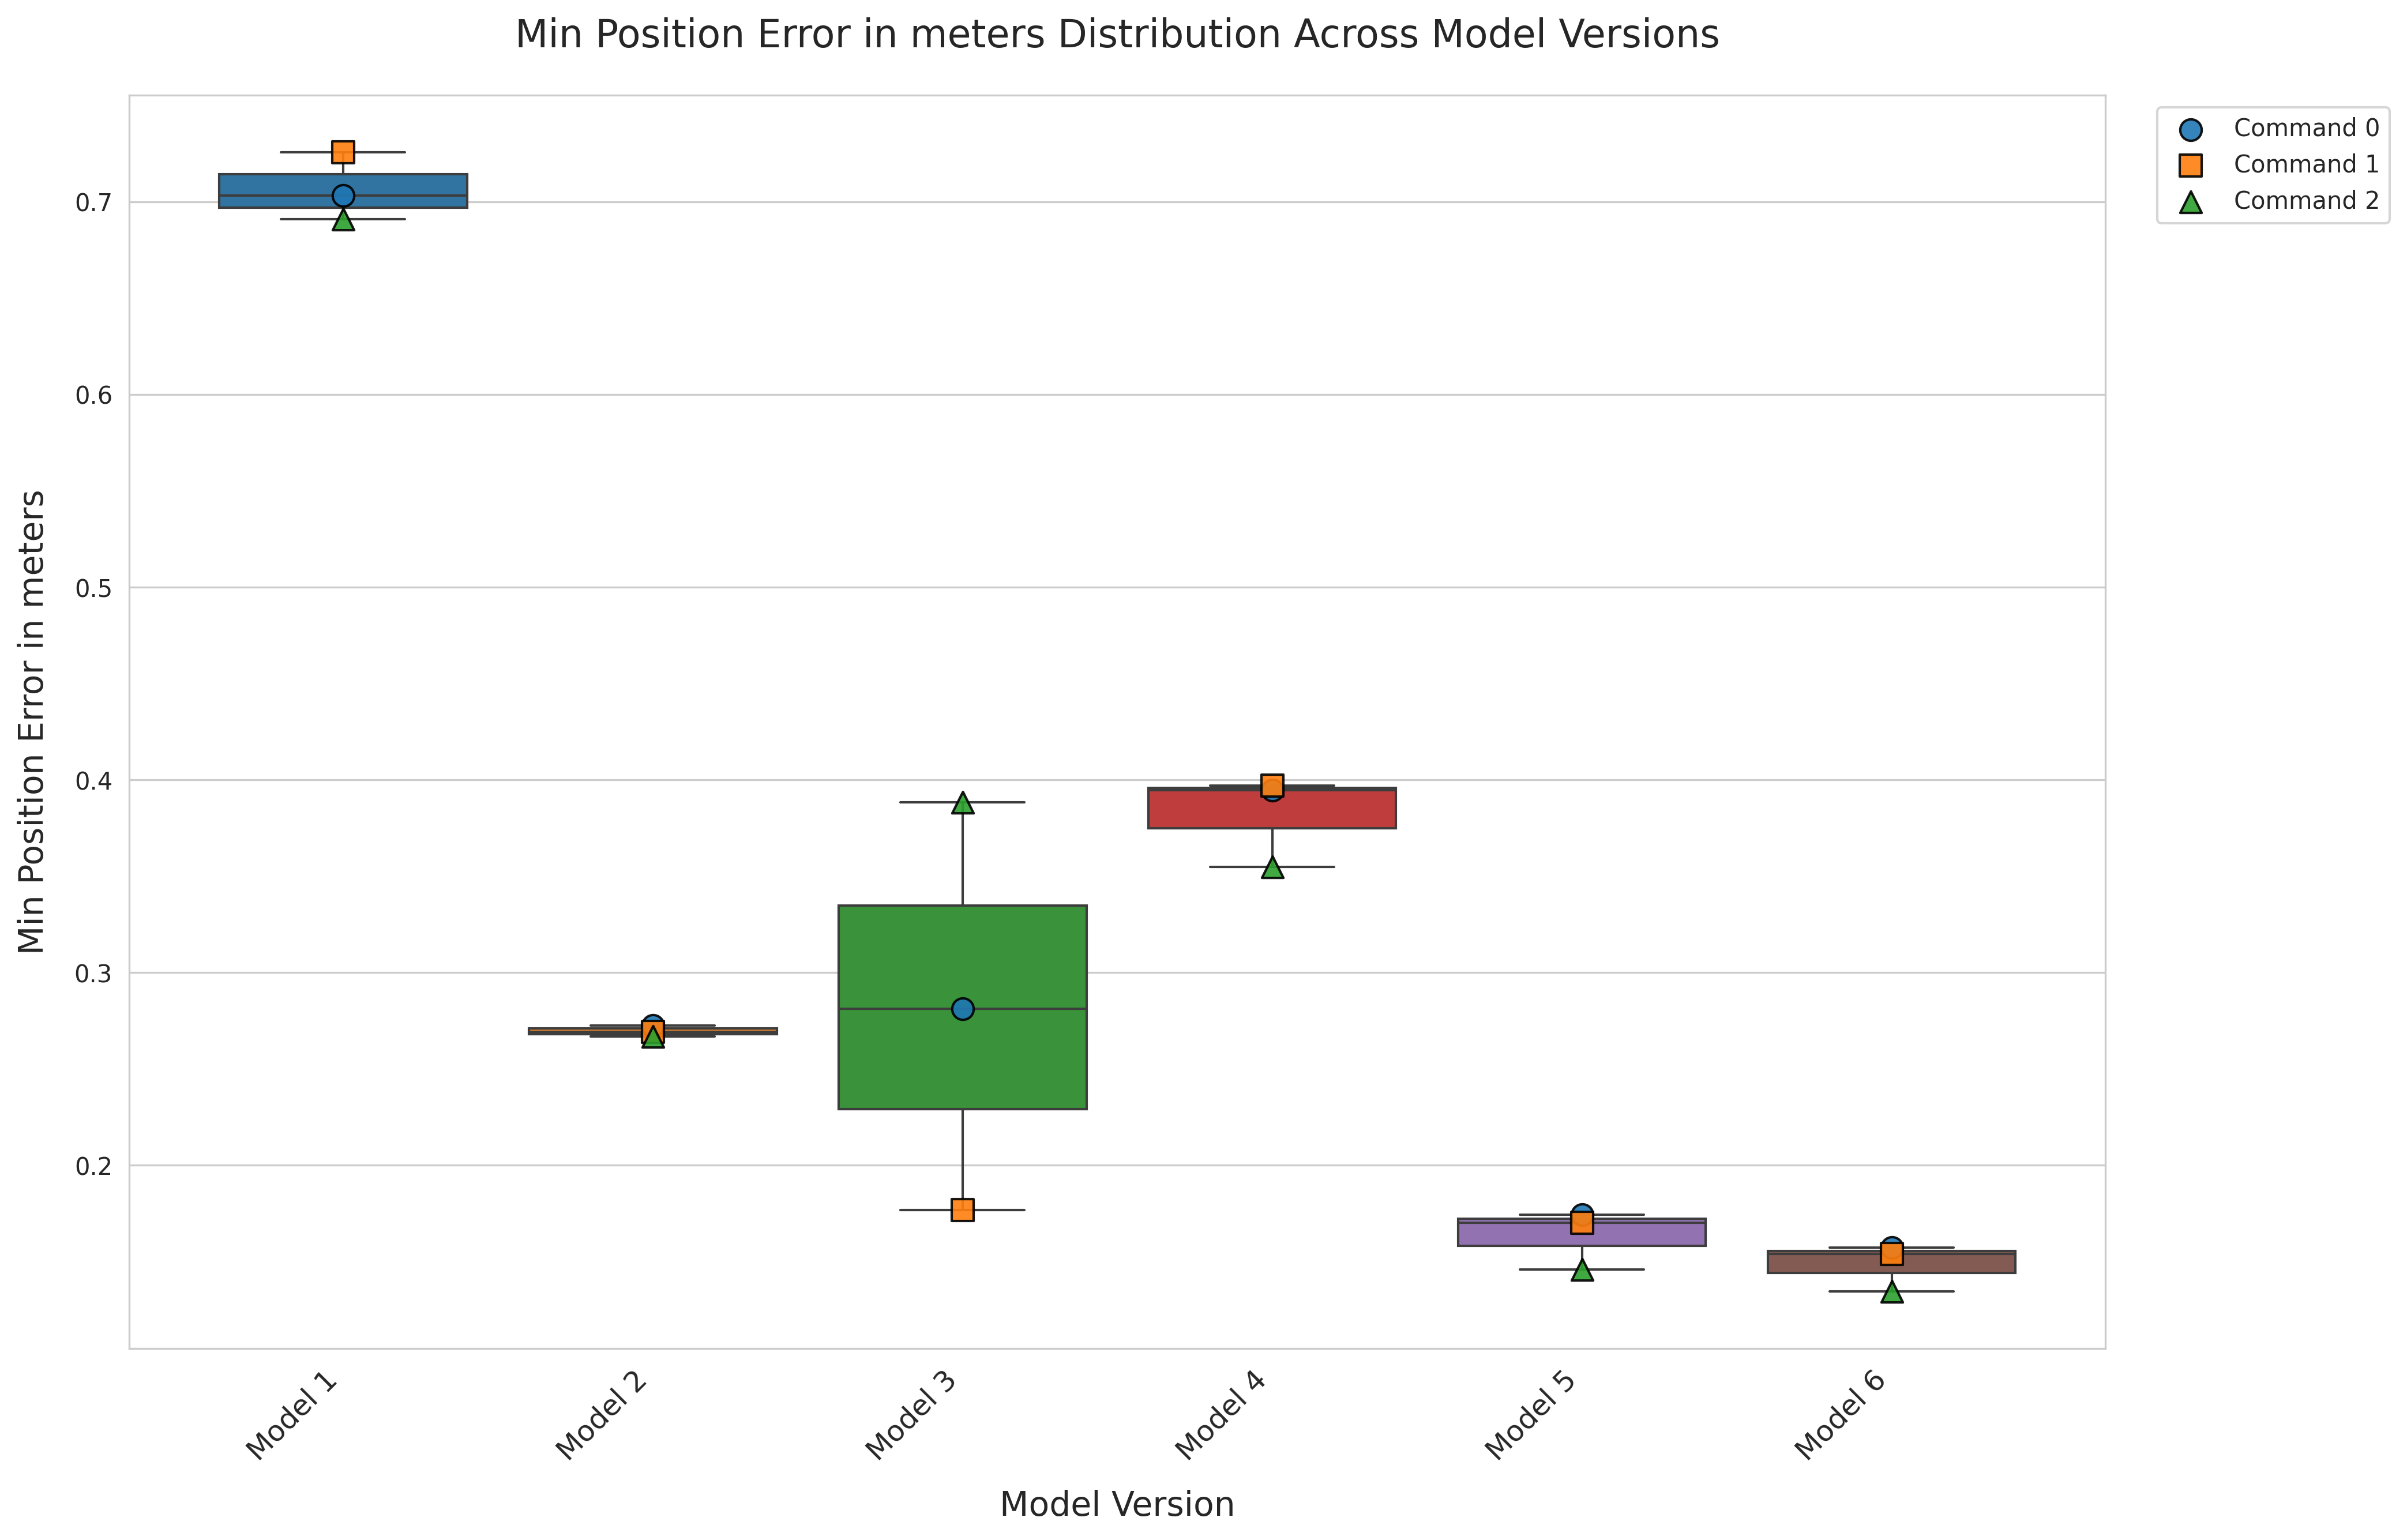 Min Position Error in meters Distribution Across Model Versions
Command 0
Command 1
Command 2
Min Position Error in meters
0.7
0.6
0.5
0.4
0.3
0.2
Model 1
Model 2
Model 3
Model 4
Model 5
Model 6
Model Version